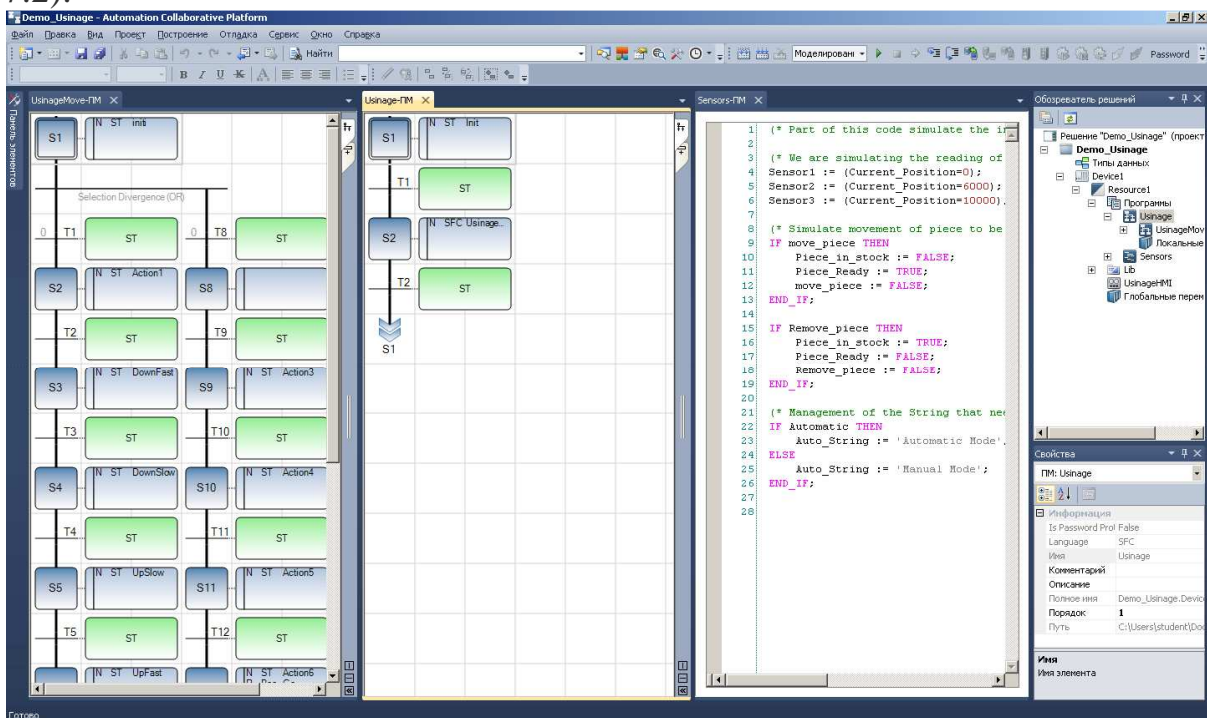 7.2).
Demo_Usinage - Automation Collaborative Platform
Файл Правка Вид Проект Построение Отладка Сервис Окно Справка
Найти Моделирован Password
B I U
Панель элементов
UsinageMove-ПМ
S1 N ST initi
Selection Divergence (OR)
0 T1 ST 0 T8 ST
S2 N ST Action1 S8
T2 ST T9 ST
S3 N ST DownFast S9 N ST Action3
T3 ST T10 ST
S4 N ST DownSlow S10 N ST Action4
T4 ST T11 ST
S5 N ST UpSlow S11 N ST Action5
T5 ST T12 ST
N ST UpFast N ST Action6
Usinage-ПМ
S1 N ST Init
T1 ST
S2 N SFC Usinage..
T2 ST
S1
Sensors-ПМ
1 (* Part of this code simulate the in
2
3 (* We are simulating the reading of
4 Sensor1 := (Current_Position=0);
5 Sensor2 := (Current_Position=6000);
6 Sensor3 := (Current_Position=10000)
7
8 (* Simulate movement of piece to be
9 IF move_piece THEN
10 Piece_in_stock := FALSE;
11 Piece_Ready := TRUE;
12 move_piece := FALSE;
13 END_IF;
14
15 IF Remove_piece THEN
16 Piece_in_stock := TRUE;
17 Piece_Ready := FALSE;
18 Remove_piece := FALSE;
19 END_IF;
20
21 (* Management of the String that nee
22 IF Automatic THEN
23 Auto_String := 'Automatic Mode'
24 ELSE
25 Auto_String := 'Manual Mode';
26 END_IF;
27
28
Обозреватель решений
Решение "Demo_Usinage" (проект
Demo_Usinage
Типы данных
Device1
Resource1
Программы
Usinage
UsinageMov
Локальные
Sensors
Lib
UsinageHMI
Глобальные перем
Свойства
ПМ: Usinage
Информация
Is Password Prot False
Language SFC
Имя Usinage
Комментарий
Описание
Полное имя Demo_Usinage.Device
Порядок 1
Путь C:\Users\student\Doc
Имя
Имя элемента
Готово